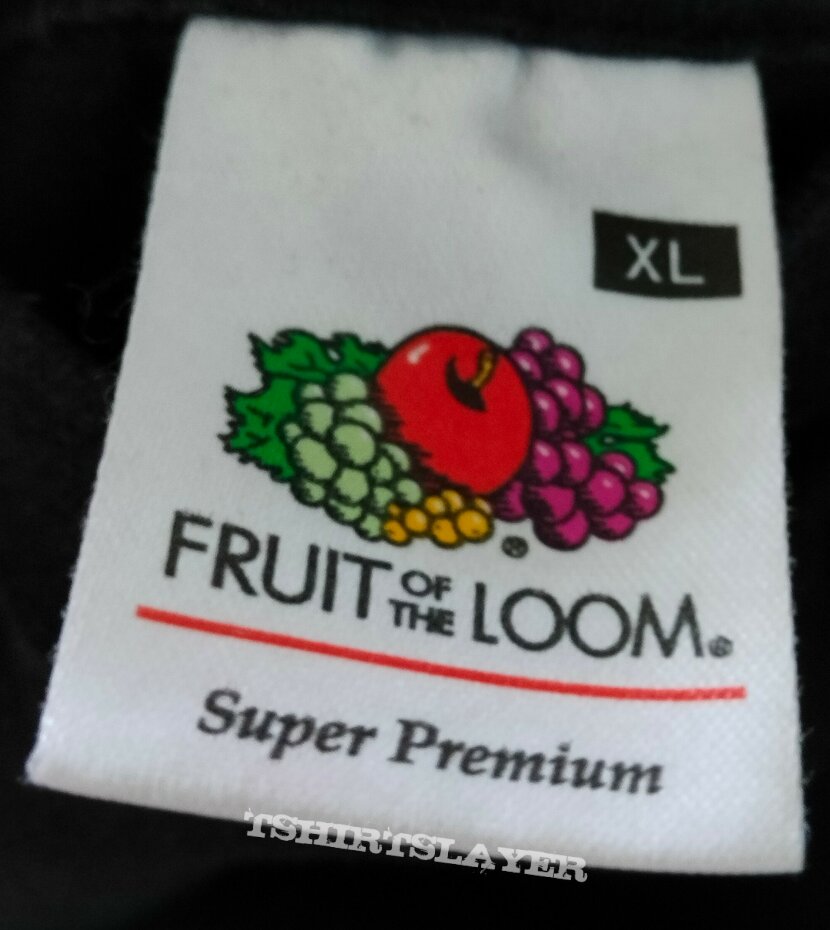 XL
®
FRUIT OF THE LOOM®
Super Premium
TSHIRTSLAYER